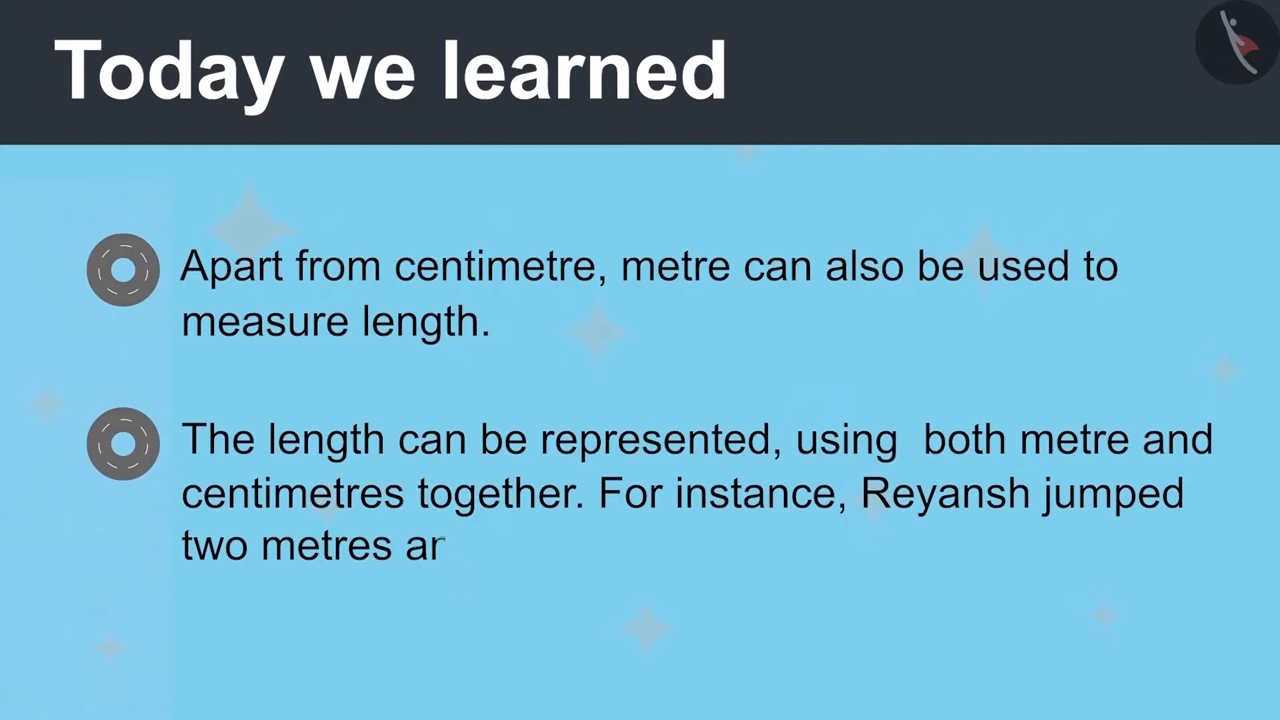 Today we learned
Apart from centimetre, metre can also be used to
measure length.
The length can be represented, using both metre and
centimetres together. For instance, Reyansh jumped
two metres